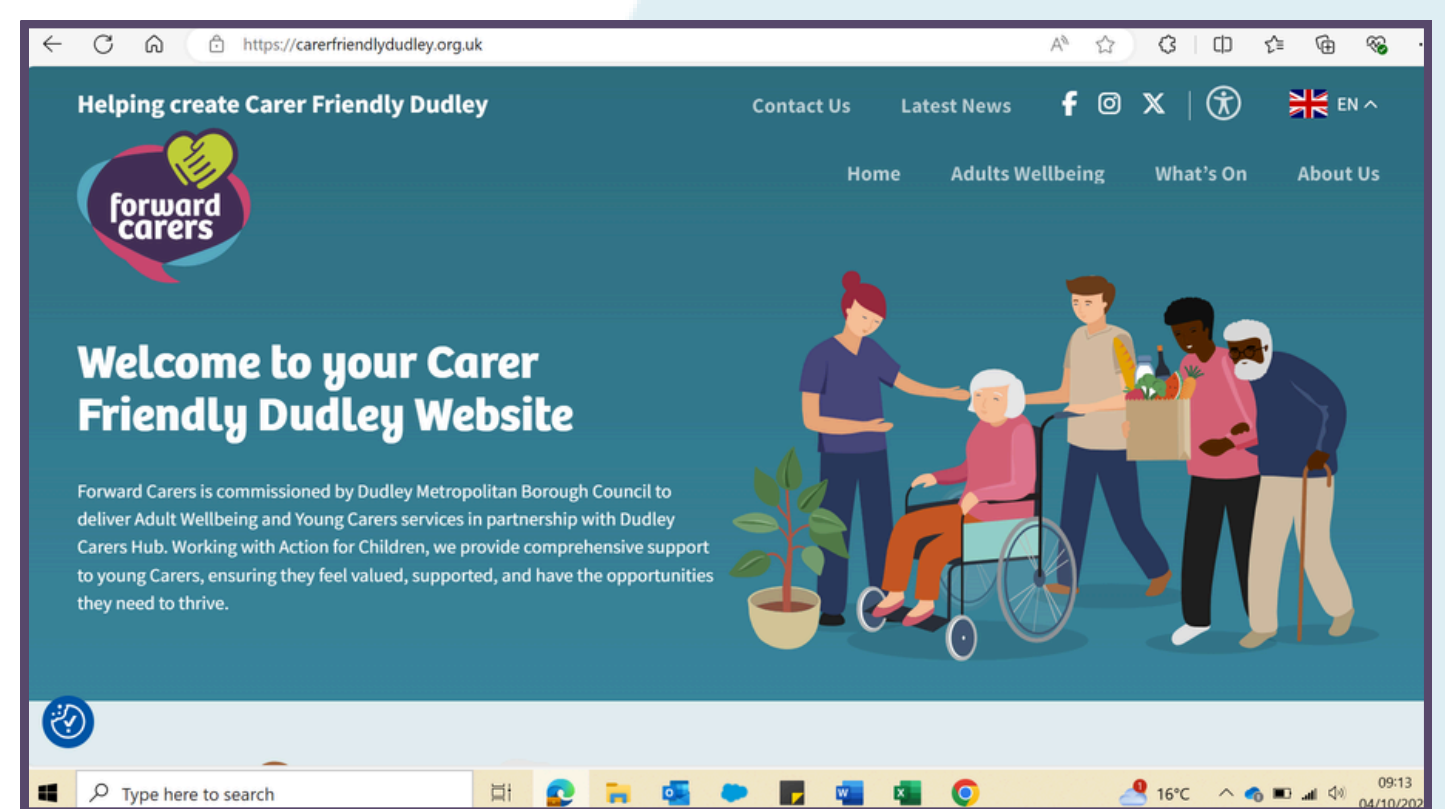 https://carerfriendlydudley.org.uk
Helping create Carer Friendly Dudley
Contact Us
Latest News
EN
forward
carers
Home
Adults Wellbeing
What's On
About Us
Welcome to your Carer
Friendly Dudley Website
Forward Carers is commissioned by Dudley Metropolitan Borough Council to
deliver Adult Wellbeing and Young Carers services in partnership with Dudley
Carers Hub. Working with Action for Children, we provide comprehensive support
to young Carers, ensuring they feel valued, supported, and have the opportunities
they need to thrive.
Type here to search
16°C
09:13
04/10/202